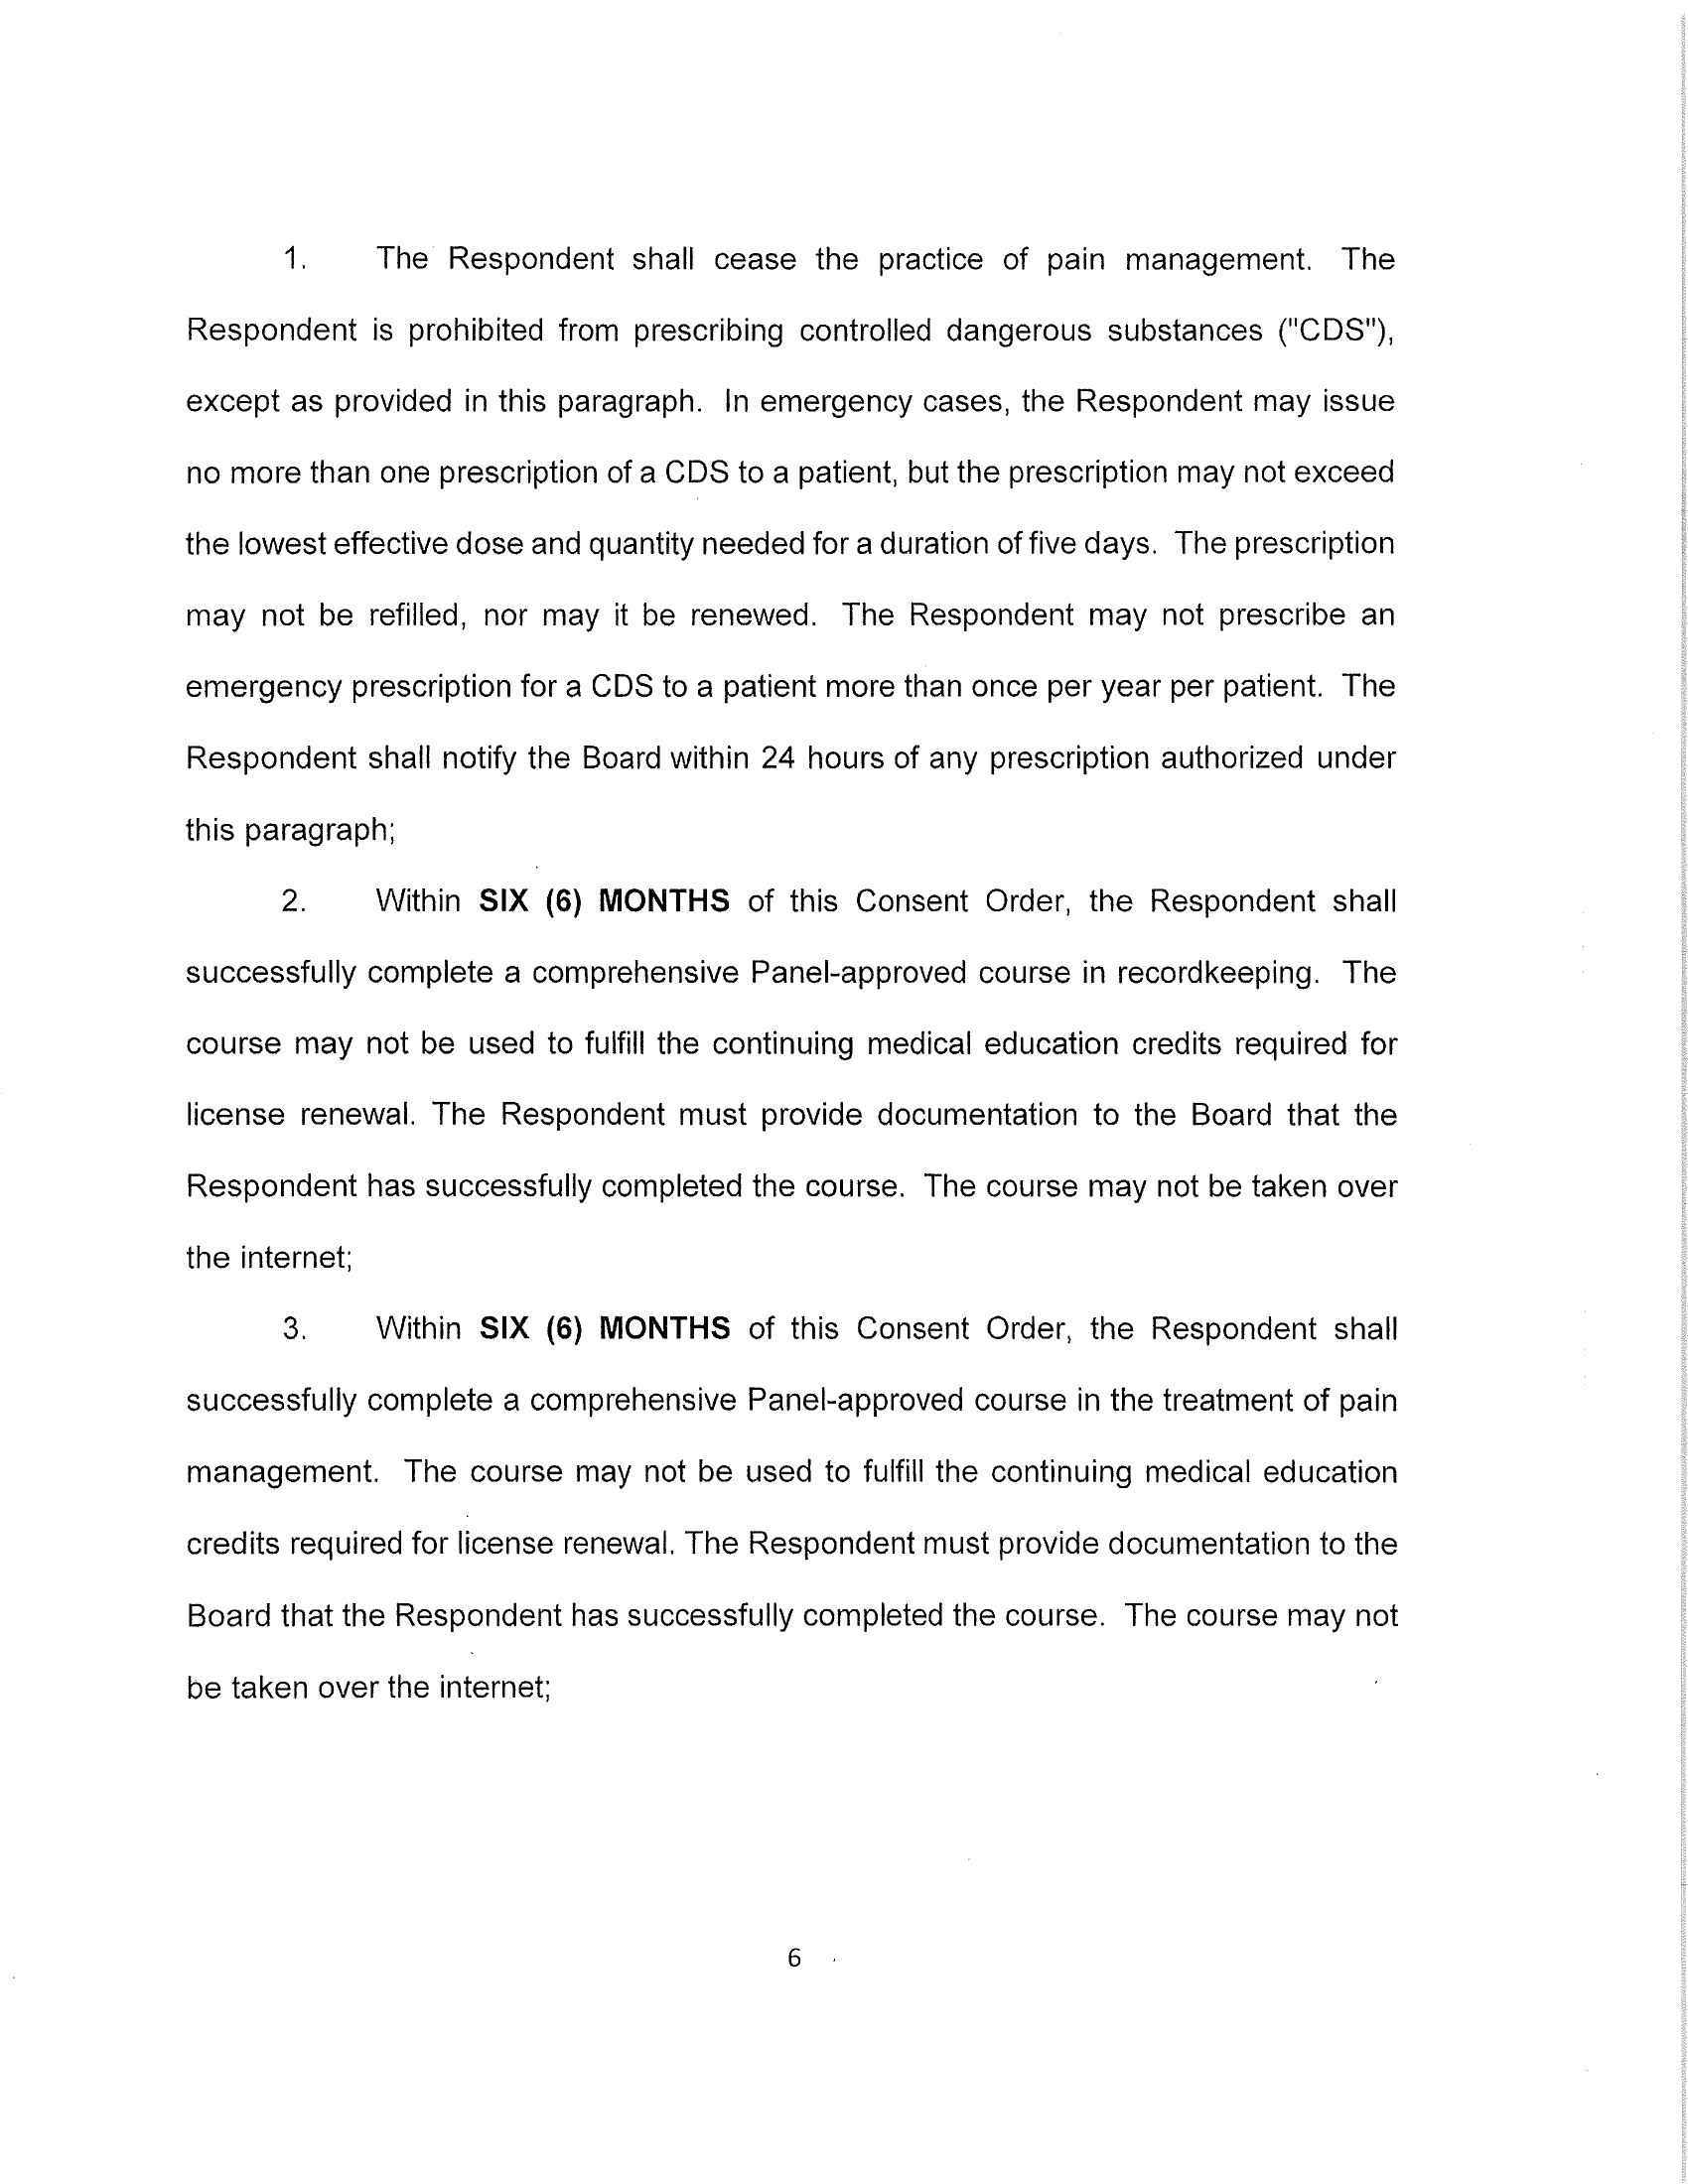 1. The Respondent shall cease the practice of pain management. The
Respondent is prohibited from prescribing controlled dangerous substances ("CDS"),
except as provided in this paragraph. In emergency cases, the Respondent may issue
no more than one prescription of a CDS to a patient, but the prescription may not exceed
the lowest effective dose and quantity needed for a duration of five days. The prescription
may not be refilled, nor may it be renewed. The Respondent may not prescribe an
emergency prescription for a CDS to a patient more than once per year per patient. The
Respondent shall notify the Board within 24 hours of any prescription authorized under
this paragraph;
2. Within SIX (6) MONTHS of this Consent Order, the Respondent shall
successfully complete a comprehensive Panel-approved course in recordkeeping. The
course may not be used to fulfill the continuing medical education credits required for
license renewal. The Respondent must provide documentation to the Board that the
Respondent has successfully completed the course. The course may not be taken over
the internet;
3. Within SIX (6) MONTHS of this Consent Order, the Respondent shall
successfully complete a comprehensive Panel-approved course in the treatment of pain
management. The course may not be used to fulfill the continuing medical education
credits required for license renewal. The Respondent must provide documentation to the
Board that the Respondent has successfully completed the course. The course may not
be taken over the internet;
6